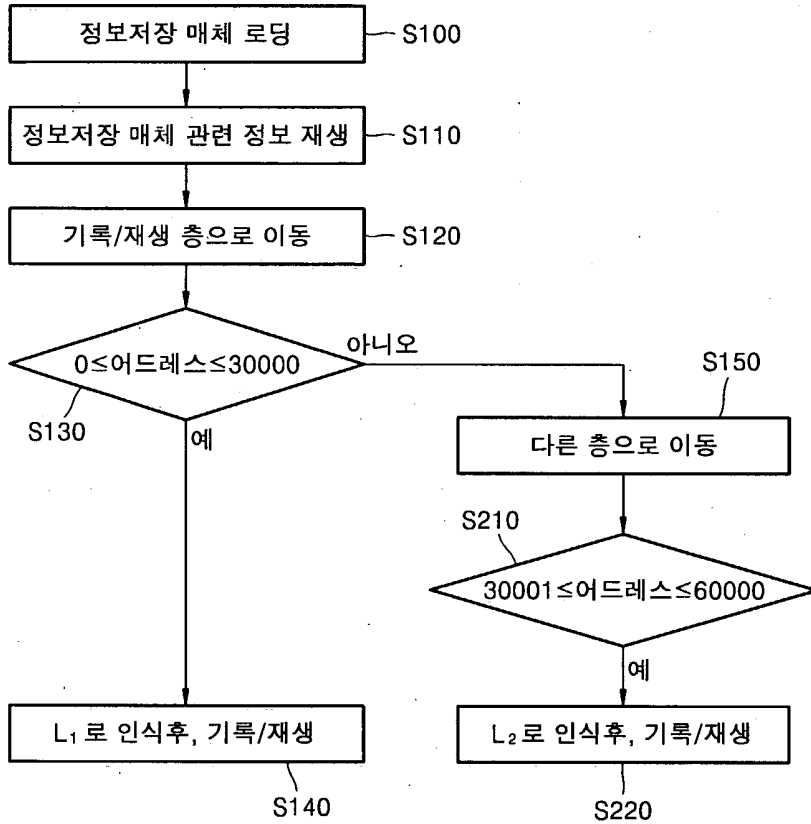 정보저장 매체 로딩
S100
정보저장 매체 관련 정보 재생
S110
기록/재생 층으로 이동
S120
0≤어드레스≤30000
아니오
S130
예
S150
다른 층으로 이동
S210
30001≤어드레스≤60000
예
L₁로 인식후, 기록/재생
S140
L₂로 인식후, 기록/재생
S220